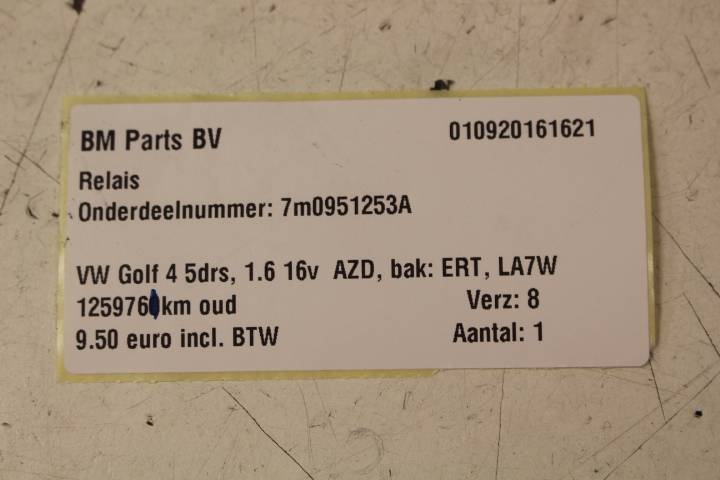 BM Parts BV 010920161621
Relais
Onderdeelnummer: 7m0951253A
VW Golf 4 5drs, 1.6 16v AZD, bak: ERT, LA7W
125976 km oud Verz: 8
9.50 euro incl. BTW Aantal: 1